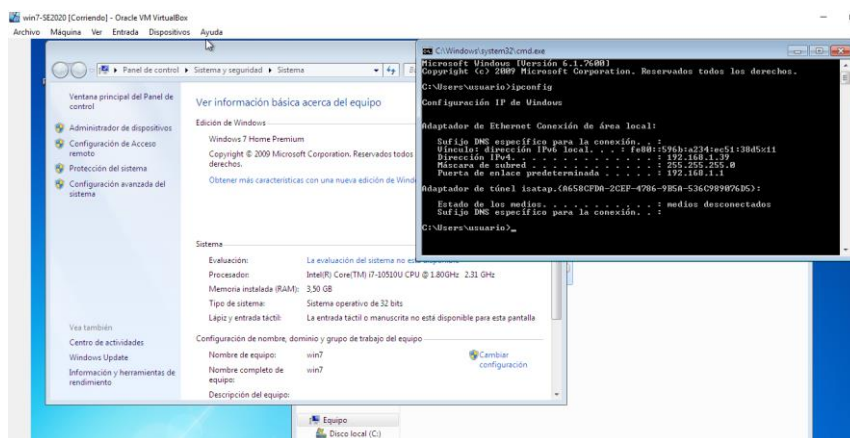 win7-SE2020 [Corriendo] - Oracle VM VirtualBox
Archivo Máquina Ver Entrada Dispositivos Ayuda
Panel de control Sistema y seguridad Sistema
Ventana principal del Panel de
control
Administrador de dispositivos
Configuración de Acceso
remoto
Protección del sistema
Configuración avanzada del
sistema
Vea también
Centro de actividades
Windows Update
Información y herramientas de
rendimiento
Ver información básica acerca del equipo
Edición de Windows
Windows 7 Home Premium
Copyright © 2009 Microsoft Corporation. Reservados todos
derechos.
Obtener más características con una nueva edición de
Sistema
Evaluación: La evaluación del sistema no
Procesador: Intel(R) Core(TM) i7-10510U CPU @ 1.80GHz 2.31 GHz
Memoria instalada (RAM): 3,50 GB
Tipo de sistema: Sistema operativo de 32 bits
Lápiz y entrada táctil: La entrada táctil o manuscrita no está disponible para esta pantalla
Configuración de nombre, dominio y grupo de trabajo del equipo
Nombre de equipo: win7
Cambiar
configuración
Nombre completo de
equipo: win7
Descripción del equipo:
C:\Windows\system32\cmd.exe
Microsoft Windows [Versión 6.1.7600]
Copyright (c) 2009 Microsoft Corporation. Reservados todos los derechos.
C:\Users\usuario>ipconfig
Configuración IP de Windows
Adaptador de Ethernet Conexión de área local:
Sufijo DNS específico para la conexión. . :
Vínculo: dirección IPv6 local. . . : fe80::596b:a234:ec51:38d5%11
Dirección IPv4. . . . . . . . . . . . . . : 192.168.1.39
Máscara de subred . . . . . . . . . . . . : 255.255.255.0
Puerta de enlace predeterminada . . . . . : 192.168.1.1
Adaptador de túnel isatap.{A658CFDA-2CEF-4786-9B5A-536C989076D5}:
Estado de los medios. . . . . . . . . . . : medios desconectados
Sufijo DNS específico para la conexión. . :
C:\Users\usuario>_
Equipo
Disco local (C:)